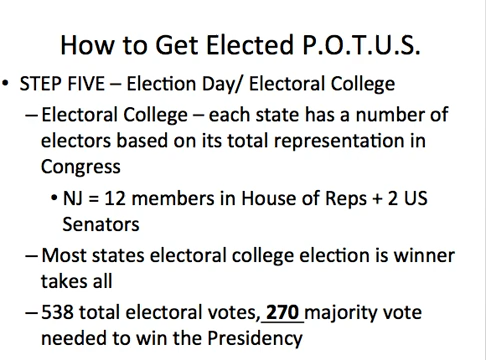 How to Get Elected P.O.T.U.S.
• STEP FIVE – Election Day/ Electoral College
– Electoral College – each state has a number of
electors based on its total representation in
Congress
• NJ = 12 members in House of Reps + 2 US
Senators
– Most states electoral college election is winner
takes all
– 538 total electoral votes, 270 majority vote
needed to win the Presidency